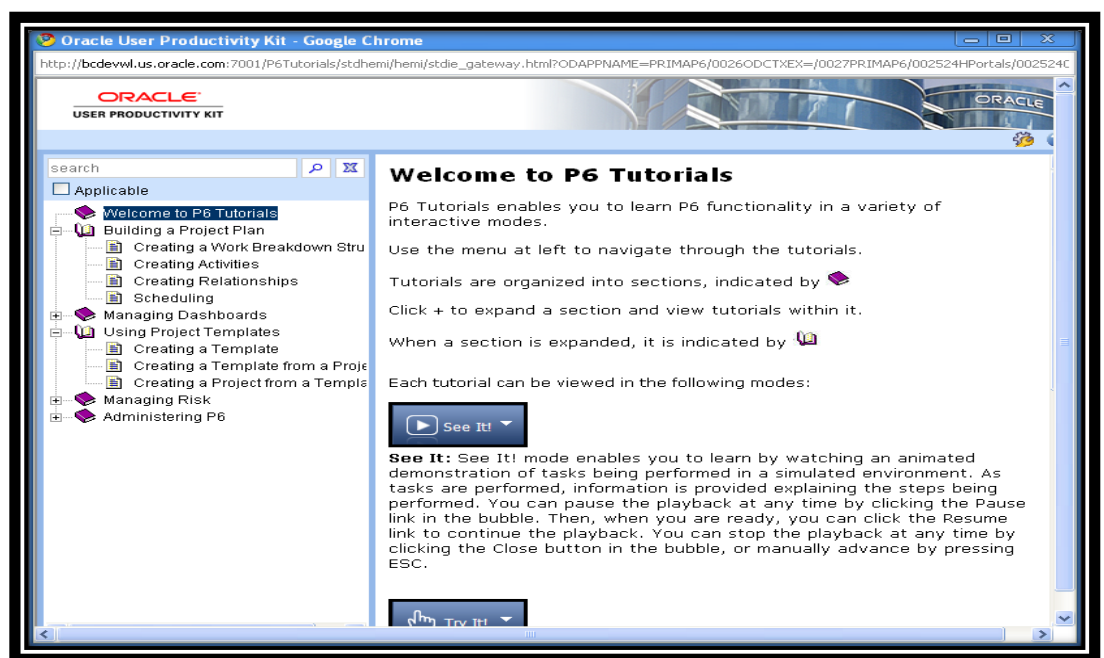 Oracle User Productivity Kit - Google Chrome
http://bcdevwl.us.oracle.com:7001/P6Tutorials/stdhemi/hemi/stdie_gateway.html?ODAPPNAME=PRIMAP6/0026ODCTXEX=/0027PRIMAP6/002524HPortals/002524C
ORACLE
USER PRODUCTIVITY KIT
ORACLE
search
Applicable
Welcome to P6 Tutorials
Building a Project Plan
Creating a Work Breakdown Stru
Creating Activities
Creating Relationships
Scheduling
Managing Dashboards
Using Project Templates
Creating a Template
Creating a Template from a Proje
Creating a Project from a Templa
Managing Risk
Administering P6
Welcome to P6 Tutorials
P6 Tutorials enables you to learn P6 functionality in a variety of
interactive modes.
Use the menu at left to navigate through the tutorials.
Tutorials are organized into sections, indicated by
Click + to expand a section and view tutorials within it.
When a section is expanded, it is indicated by
Each tutorial can be viewed in the following modes:
See It!
See It: See It! mode enables you to learn by watching an animated
demonstration of tasks being performed in a simulated environment. As
tasks are performed, information is provided explaining the steps being
performed. You can pause the playback at any time by clicking the Pause
link in the bubble. Then, when you are ready, you can click the Resume
link to continue the playback. You can stop the playback at any time by
clicking the Close button in the bubble, or manually advance by pressing
ESC.
Try It!